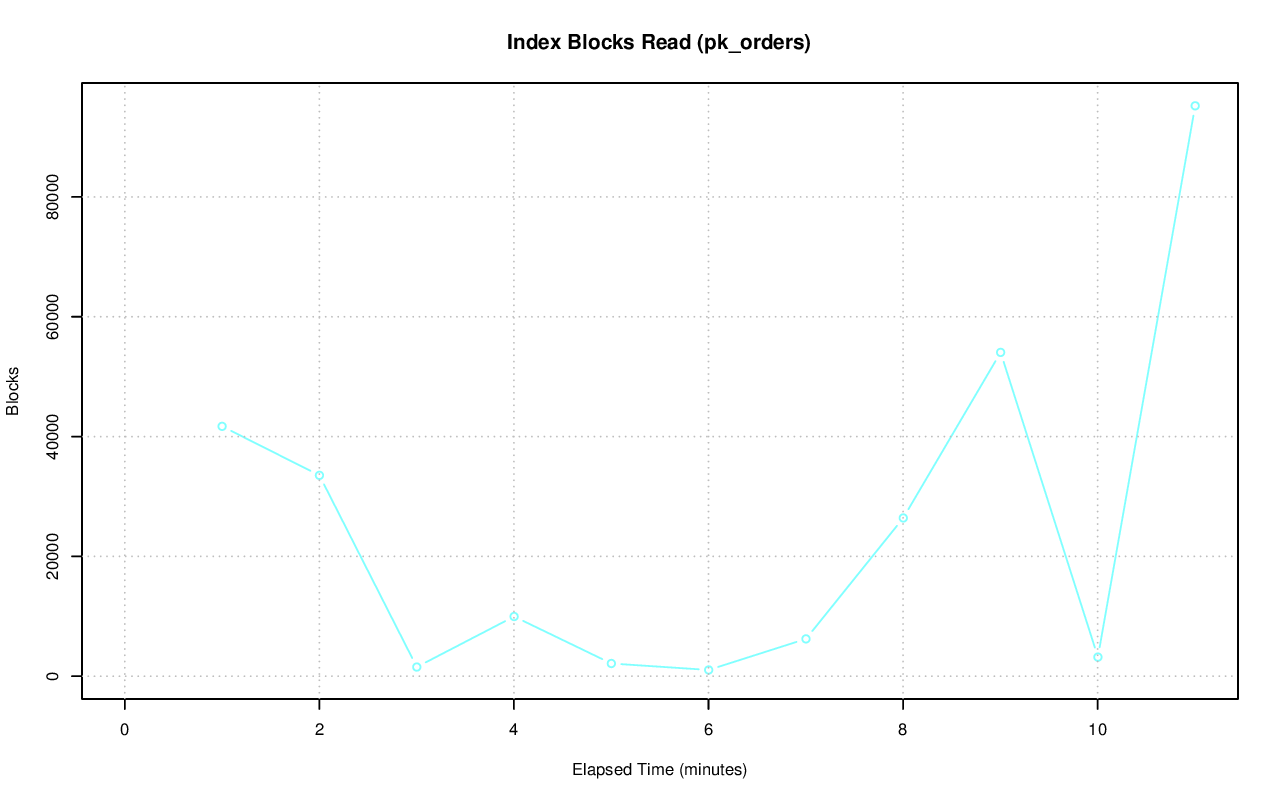 Index Blocks Read (pk_orders)
Blocks
80000
60000
40000
20000
0
0 2 4 6 8 10
Elapsed Time (minutes)